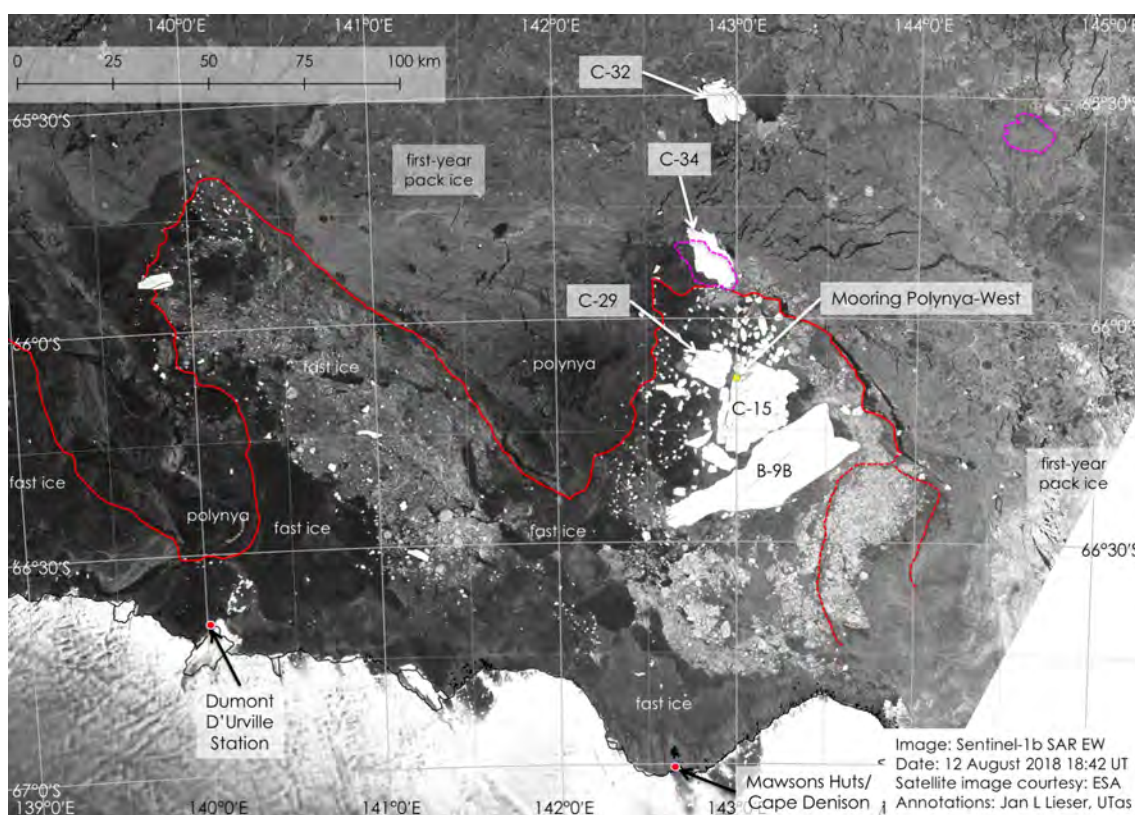 140°0'E
141°0'E
142°0'E
143°0'E
144°0'E
145°0'E
0
25
50
75
100 km
C-32
65°30'S
65°30'S
first-year
pack ice
C-34
C-29
Mooring Polynya-West
66°0'S
66°0'S
fast ice
polynya
C-15
B-9B
first-year
pack ice
fast ice
polynya
fast ice
fast ice
66°30'S
66°30'S
Dumont
D'Urville
Station
fast ice
Mawsons Huts/
Cape Denison
Image: Sentinel-1b SAR EW
Date: 12 August 2018 18:42 UT
Satellite image courtesy: ESA
Annotations: Jan L Lieser, UTas
67°0'S
139°0'E
140°0'E
141°0'E
142°0'E
143°0'E